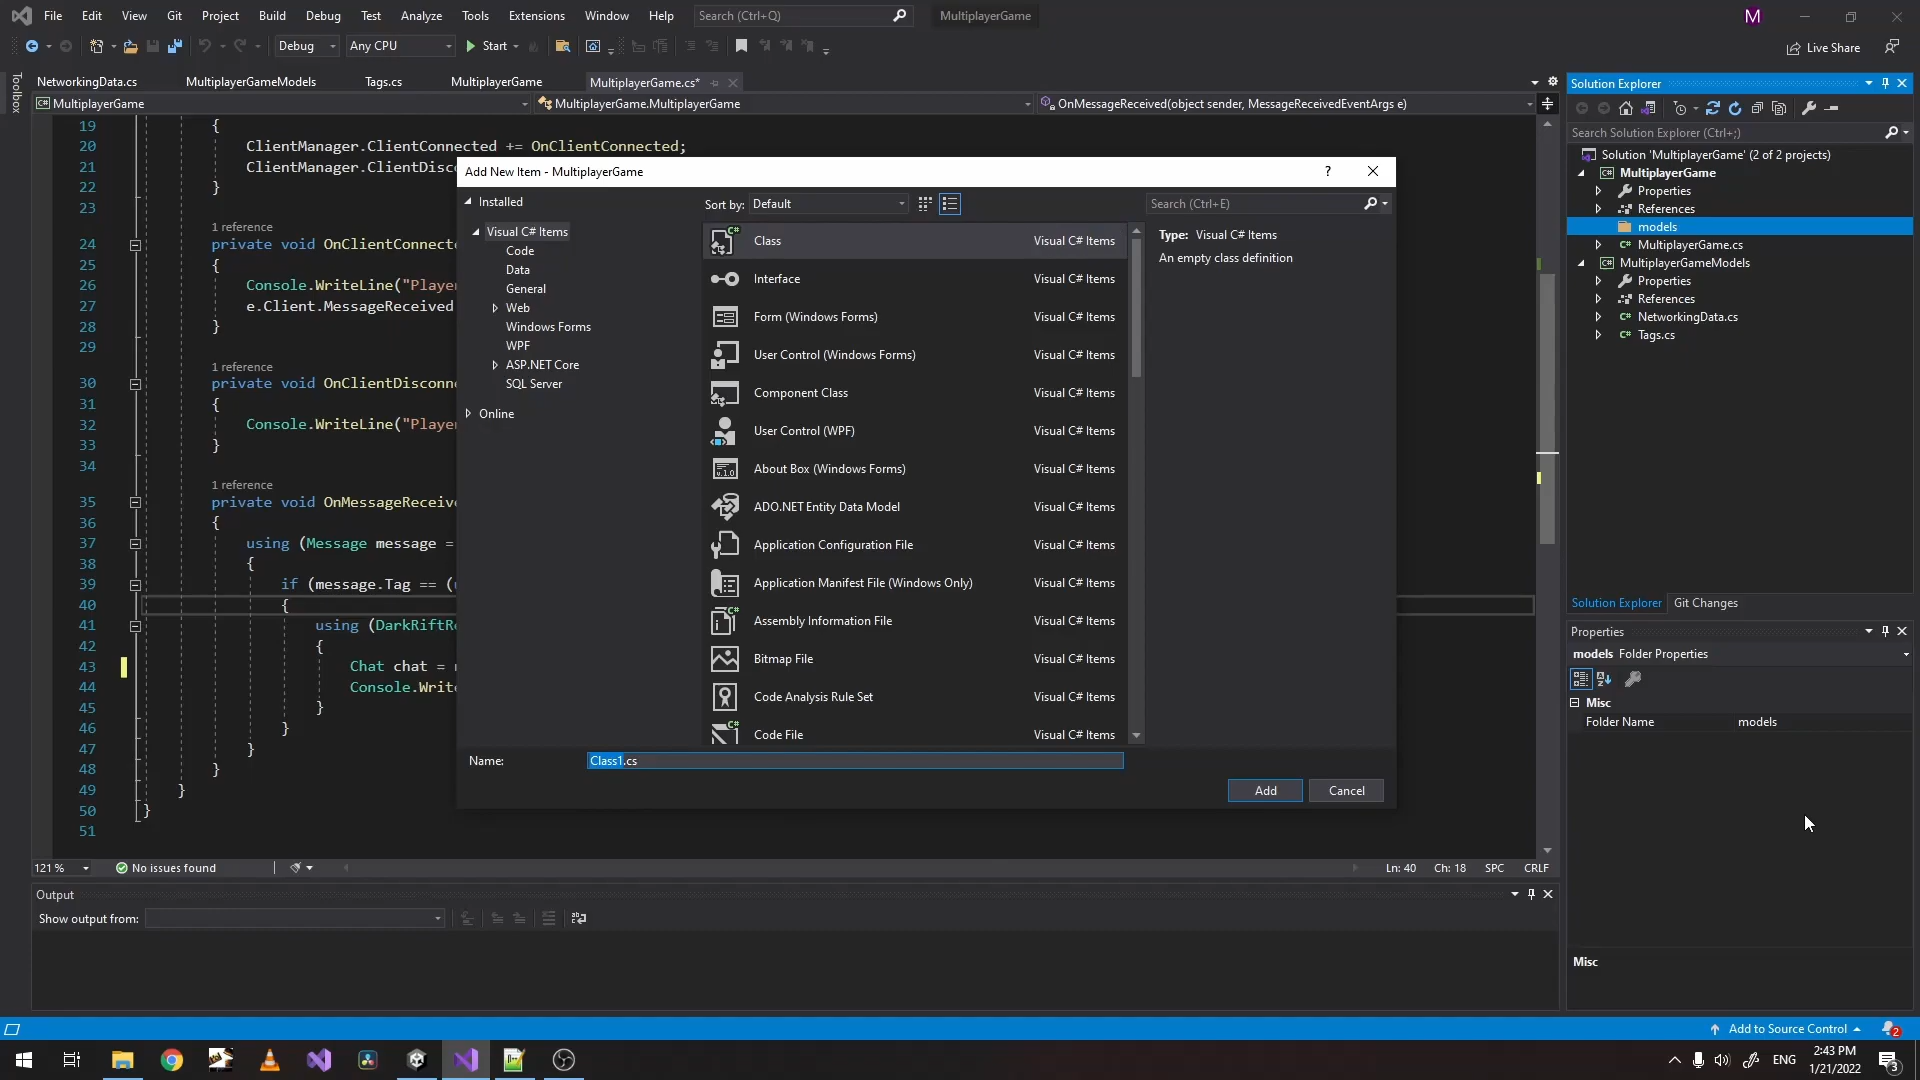 File Edit View Git Project Build Debug Test Analyze Tools Extensions Window Help Search (Ctrl+Q) MultiplayerGame M
Debug Any CPU Start Live Share
Toolbox
NetworkingData.cs MultiplayerGameModels Tags.cs MultiplayerGame MultiplayerGame.cs*
MultiplayerGame MultiplayerGame.MultiplayerGame OnMessageReceived(object sender, MessageReceivedEventArgs e)
19 {
20 ClientManager.ClientConnected += OnClientConnected;
21 ClientManager.ClientDisc
22 }
23
1 reference
24 private void OnClientConnect
25 {
26 Console.WriteLine("Player
27 e.Client.MessageReceived
28 }
29
1 reference
30 private void OnClientDisconn
31 {
32 Console.WriteLine("Player
33 }
34
1 reference
35 private void OnMessageReceive
36 {
37 using (Message message =
38 {
39 if (message.Tag == (
40 {
41 using (DarkRiftR
42 {
43 Chat chat =
44 Console.Write
45 }
46 }
47 }
48 }
49 }
50 }
51
Add New Item - MultiplayerGame ?
Installed
Visual C# Items
Code
Data
General
Web
Windows Forms
WPF
ASP.NET Core
SQL Server
Online
Sort by: Default
Search (Ctrl+E)
Class Visual C# Items
Interface Visual C# Items
Form (Windows Forms) Visual C# Items
User Control (Windows Forms) Visual C# Items
Component Class Visual C# Items
User Control (WPF) Visual C# Items
About Box (Windows Forms) Visual C# Items
ADO.NET Entity Data Model Visual C# Items
Application Configuration File Visual C# Items
Application Manifest File (Windows Only) Visual C# Items
Assembly Information File Visual C# Items
Bitmap File Visual C# Items
Code Analysis Rule Set Visual C# Items
Code File Visual C# Items
Type: Visual C# Items
An empty class definition
Name: Class1.cs
Add Cancel
Solution Explorer
Search Solution Explorer (Ctrl+;)
Solution 'MultiplayerGame' (2 of 2 projects)
MultiplayerGame
Properties
References
models
MultiplayerGame.cs
MultiplayerGameModels
Properties
References
NetworkingData.cs
Tags.cs
Solution Explorer Git Changes
Properties
models Folder Properties
Misc
Folder Name models
Misc
121 % No issues found Ln: 40 Ch: 18 SPC CRLF
Output
Show output from:
Add to Source Control 2
ENG 2:43 PM
1/21/2022 3